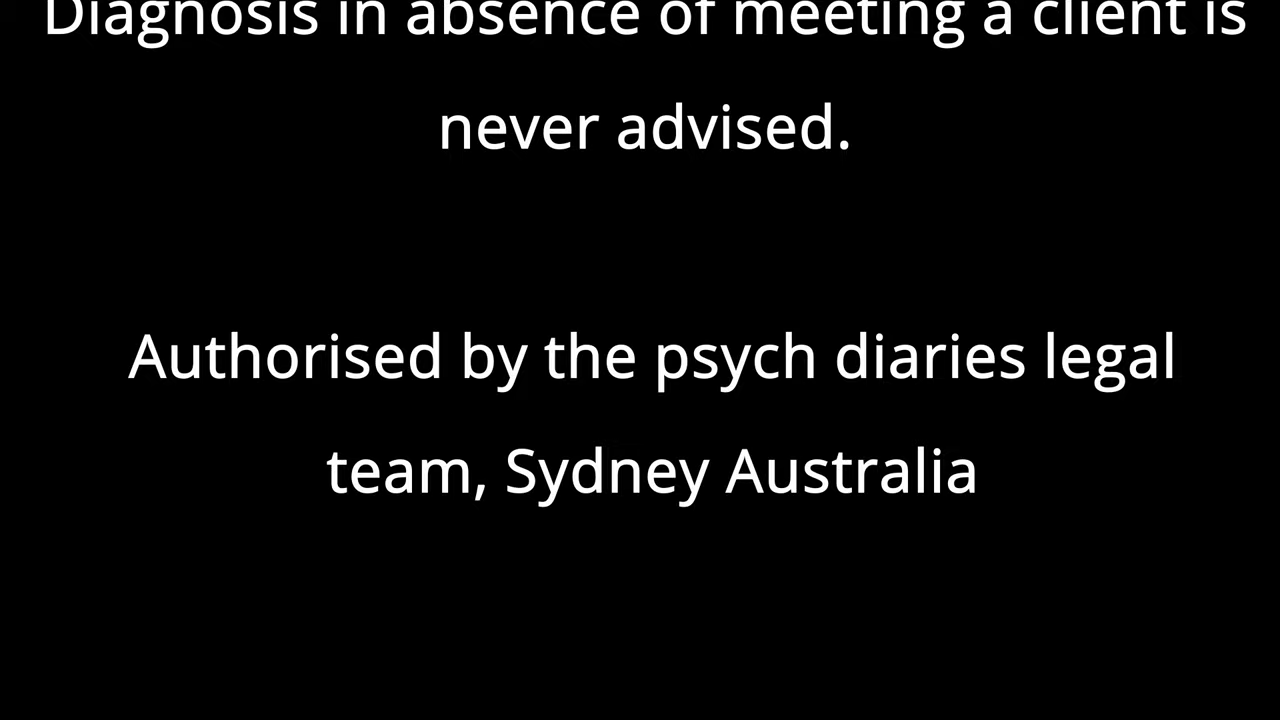 Diagnosis in absence of meeting a client is
never advised.
Authorised by the psych diaries legal
team, Sydney Australia